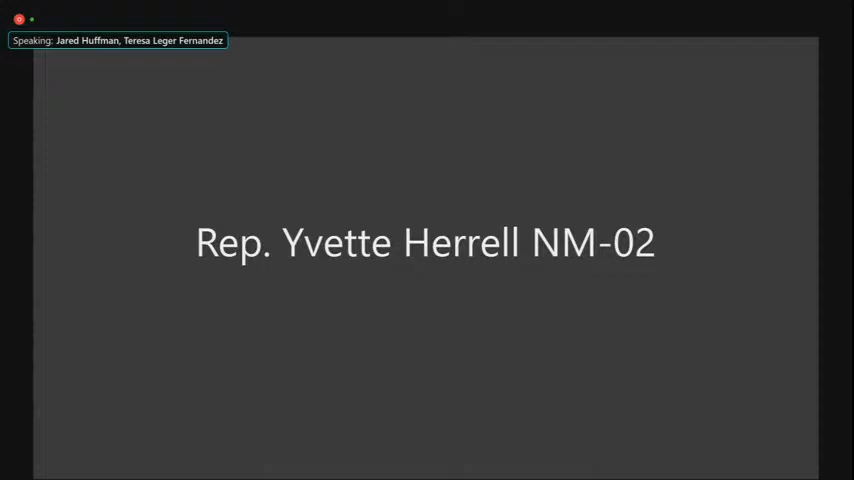 Speaking: Jared Huffman, Teresa Leger Fernandez
Rep. Yvette Herrell NM-02